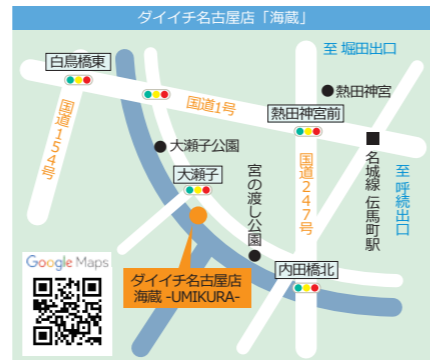 ダイイチ名古屋店「海蔵」
至 堀田出口
白鳥橋東
国道1号
熱田神宮
熱田神宮前
国道154号
大瀬子公園
大瀬子
宮の渡し公園
国道247号
名城線 伝馬町駅
至 呼続出口
Google Maps
ダイイチ名古屋店
海蔵 -UMIKURA-
内田橋北